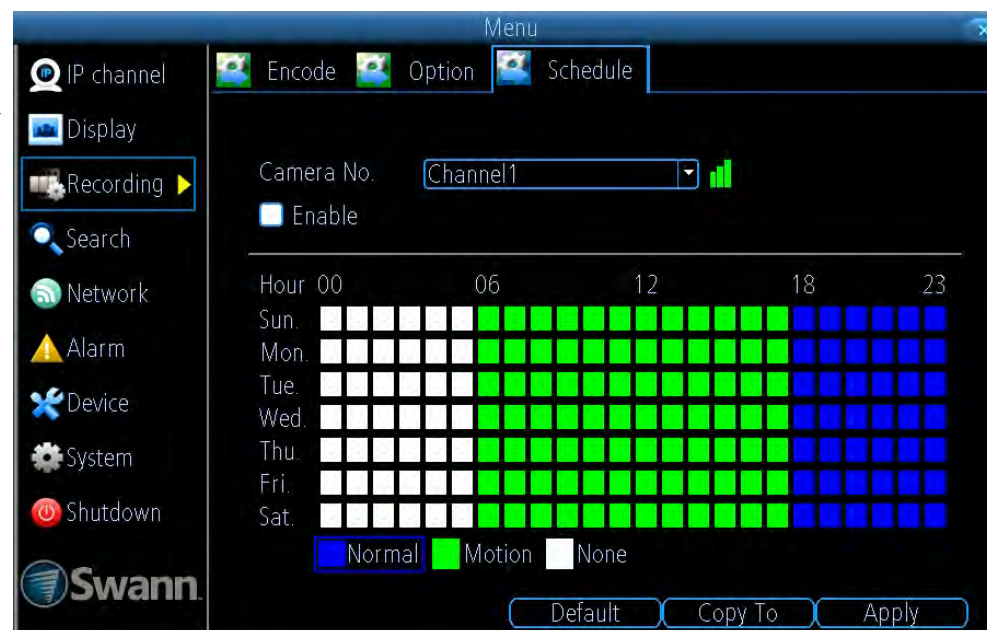 Menu
IP channel
Display
Recording
Search
Network
Alarm
Device
System
Shutdown
Swann
Encode Option Schedule
Camera No. Channel1
Enable
Hour 00 06 12 18 23
Sun.
Mon.
Tue.
Wed.
Thu.
Fri.
Sat.
Normal Motion None
Default Copy To Apply